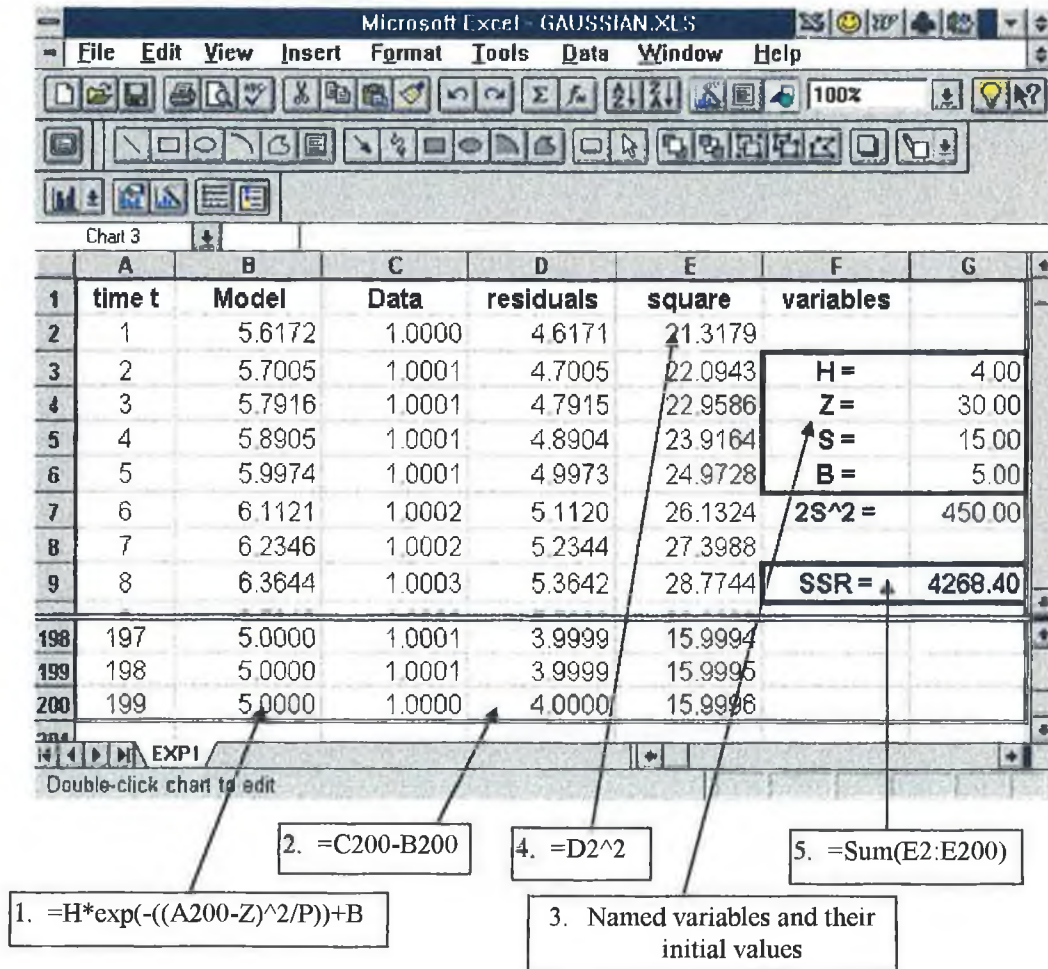 Microsoft Excel - GAUSSIAN.XLS
File Edit View Insert Format Tools Data Window Help
100%
Chart 3
A B C D E F G
1 time t Model Data residuals square variables
2 1 5.6172 1.0000 4.6171 21.3179
3 2 5.7005 1.0001 4.7005 22.0943 H = 4.00
4 3 5.7916 1.0001 4.7915 22.9586 Z = 30.00
5 4 5.8905 1.0001 4.8904 23.9164 S = 15.00
6 5 5.9974 1.0001 4.9973 24.9728 B = 5.00
7 6 6.1121 1.0002 5.1120 26.1324 2S^2 = 450.00
8 7 6.2346 1.0002 5.2344 27.3988
9 8 6.3644 1.0003 5.3642 28.7744 SSR = 4268.40
198 197 5.0000 1.0001 3.9999 15.9994
199 198 5.0000 1.0001 3.9999 15.9995
200 199 5.0000 1.0000 4.0000 15.9996
EXP1
Double-click chart to edit
2. =C200-B200
4. =D2^2
5. =Sum(E2:E200)
1. =H*exp(-((A200-Z)^2/P))+B
3. Named variables and their
initial values